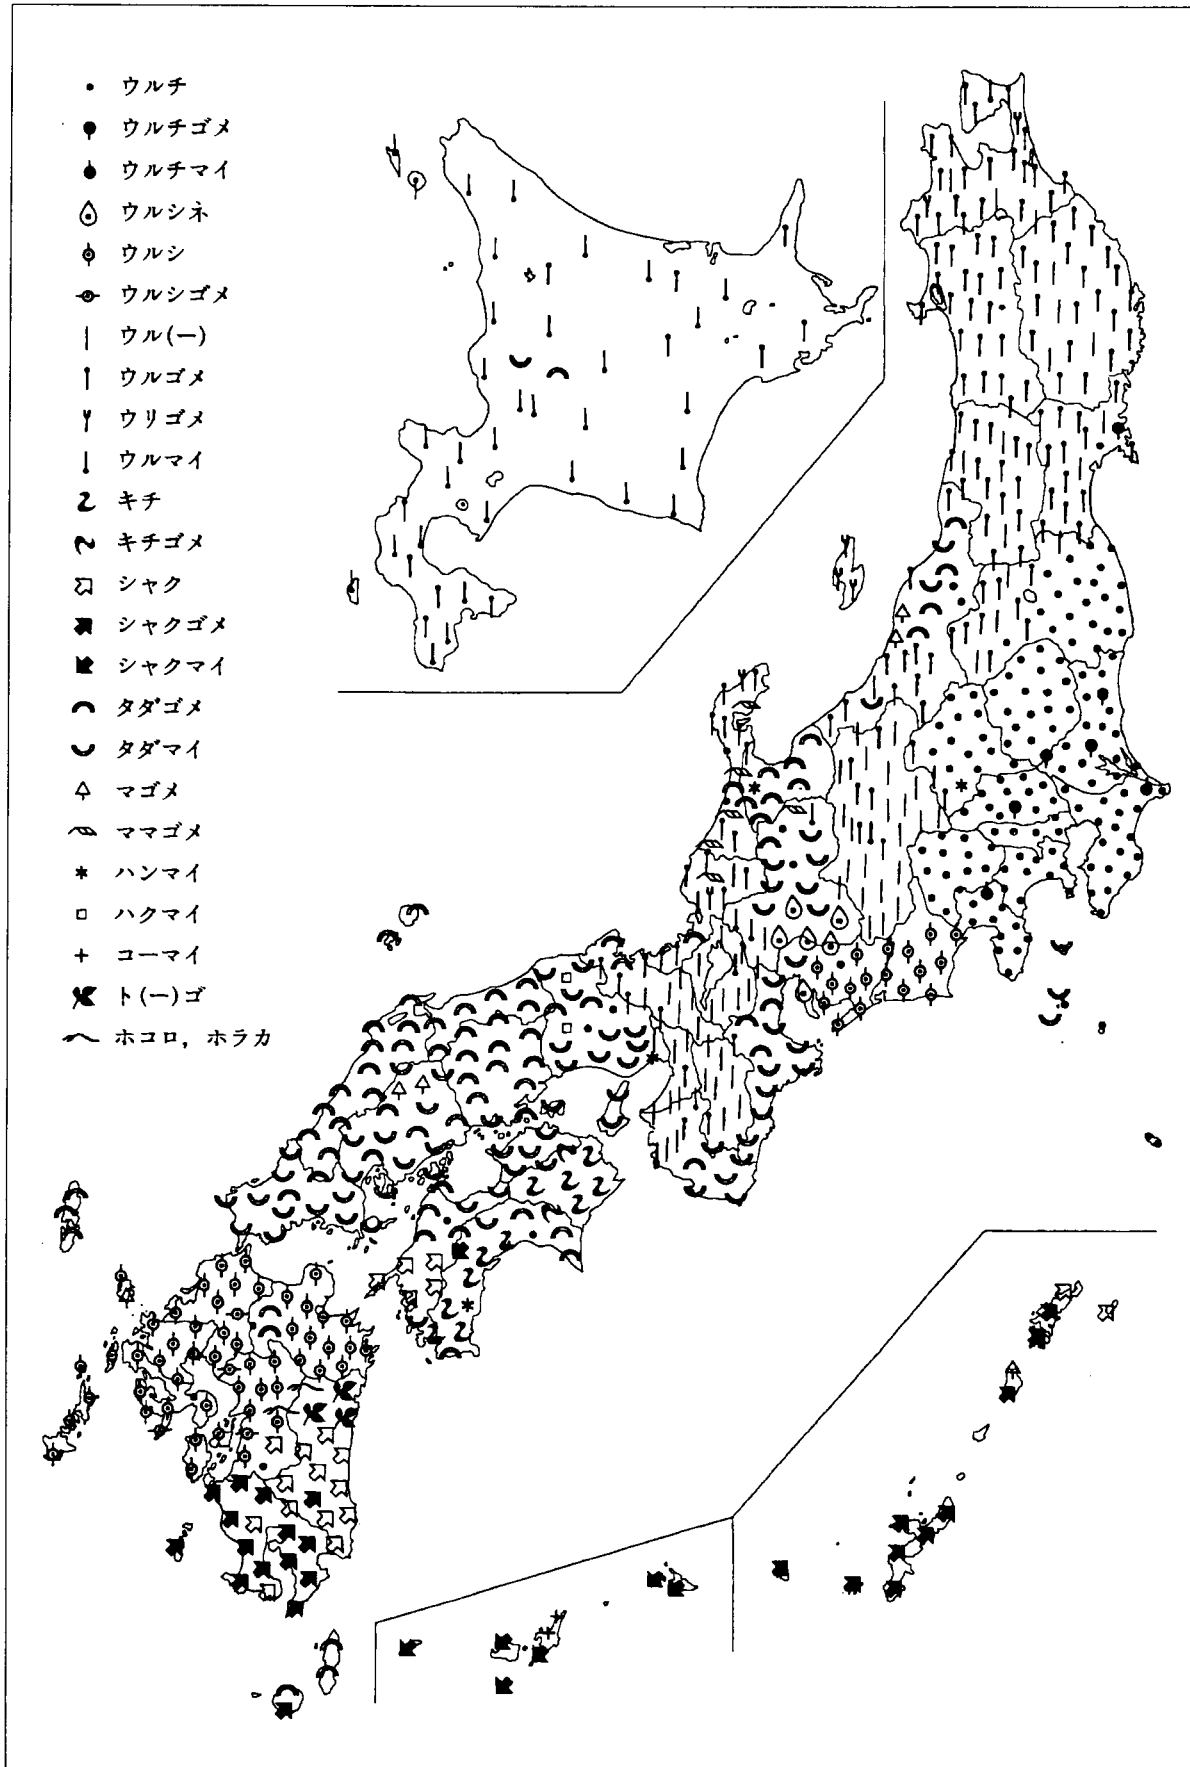 ウルチ
ウルチゴメ
ウルチマイ
ウルシネ
ウルシ
ウルシゴメ
ウル(ー)
ウルゴメ
ウリゴメ
ウルマイ
キチ
キチゴメ
シャク
シャクゴメ
シャクマイ
タダゴメ
タダマイ
マゴメ
ママゴメ
ハンマイ
ハクマイ
コーマイ
ト(ー)ゴ
ホコロ，ホラカ